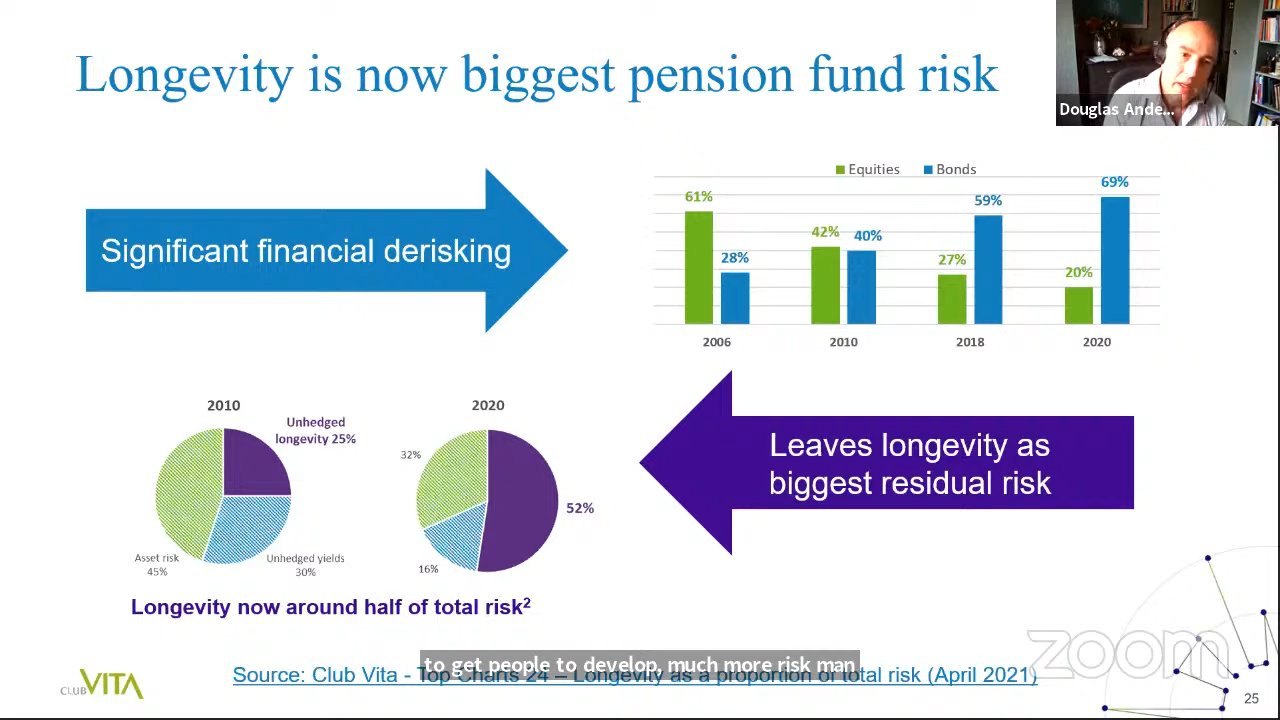 Longevity is now biggest pension fund risk
Douglas Ande...
Significant financial derisking
Equities Bonds
61%
28%
42%
40%
27%
59%
20%
69%
2006 2010 2018 2020
2010
Unhedged
longevity 25%
Asset risk
45%
Unhedged yields
30%
2020
32%
52%
16%
Leaves longevity as
biggest residual risk
Longevity now around half of total risk²
to get people to develop, much more risk man
Source: Club Vita - Top Charts 24 – Longevity as a proportion of total risk (April 2021)
CLUB VITA
zoom
25